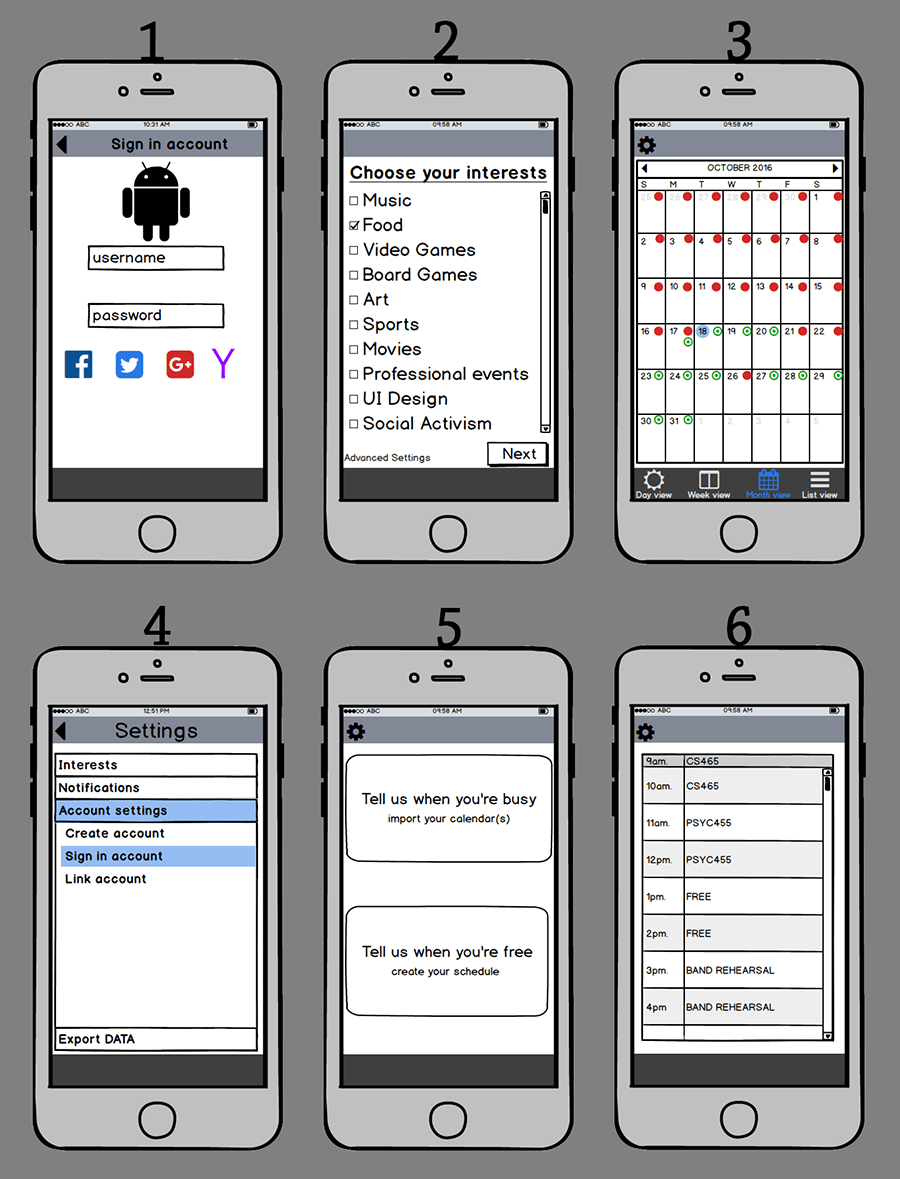 1
ABC 10:31 AM
Sign in account
username
password
f G+ Y
2
ABC 09:58 AM
Choose your interests
Music
Food
Video Games
Board Games
Art
Sports
Movies
Professional events
UI Design
Social Activism
Advanced Settings Next
3
ABC 09:58 AM
OCTOBER 2016
S M T W T F S
25 26 27 28 29 30 1
2 3 4 5 6 7 8
9 10 11 12 13 14 15
16 17 18 19 20 21 22
23 24 25 26 27 28 29
30 31 1 2 3 4 5
Day view Week view Month view List view
4
ABC 12:51 PM
Settings
Interests
Notifications
Account settings
Create account
Sign in account
Link account
Export DATA
5
ABC 09:58 AM
Tell us when you're busy
import your calendar(s)
Tell us when you're free
create your schedule
6
ABC 09:58 AM
9am. CS465
10am. CS465
11am. PSYC455
12pm. PSYC455
1pm. FREE
2pm. FREE
3pm. BAND REHEARSAL
4pm BAND REHEARSAL